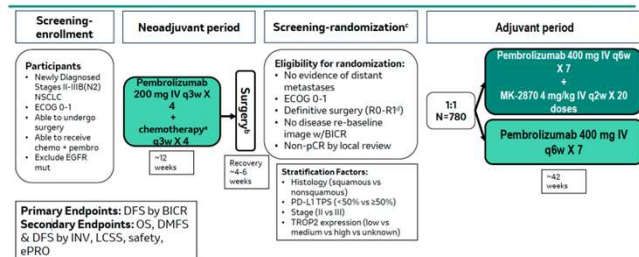 Screening-
enrollment
Neoadjuvant period
Screening-randomizationᶜ
Adjuvant period
Participants
• Newly Diagnosed
Stages II-IIIB(N2)
NSCLC
• ECOG 0-1
• Able to undergo
surgery
• Able to receive
chemo + pembro
• Exclude EGFR
mut
Pembrolizumab
200 mg IV q3w X
4
+
chemotherapyᵃ
q3w X 4
~12
weeks
Surgeryᵇ
Recovery
~4-6
weeks
Eligibility for randomization:
• No evidence of distant
metastases
• ECOG 0-1
• Definitive surgery (R0-R1ᵈ)
• No disease re-baseline
image w/BICR
• Non-pCR by local review
Stratification Factors:
• Histology (squamous vs
nonsquamous)
• PD-L1 TPS (<50% vs ≥50%)
• Stage (II vs III)
• TROP2 expression (low vs
medium vs high vs unknown)
1:1
N=780
Pembrolizumab 400 mg IV q6w
X 7
+
MK-2870 4 mg/kg IV q2w X 20
doses
Pembrolizumab 400 mg IV
q6w X 7
~42
weeks
Primary Endpoints: DFS by BICR
Secondary Endpoints: OS, DMFS
& DFS by INV, LCSS, safety,
ePRO